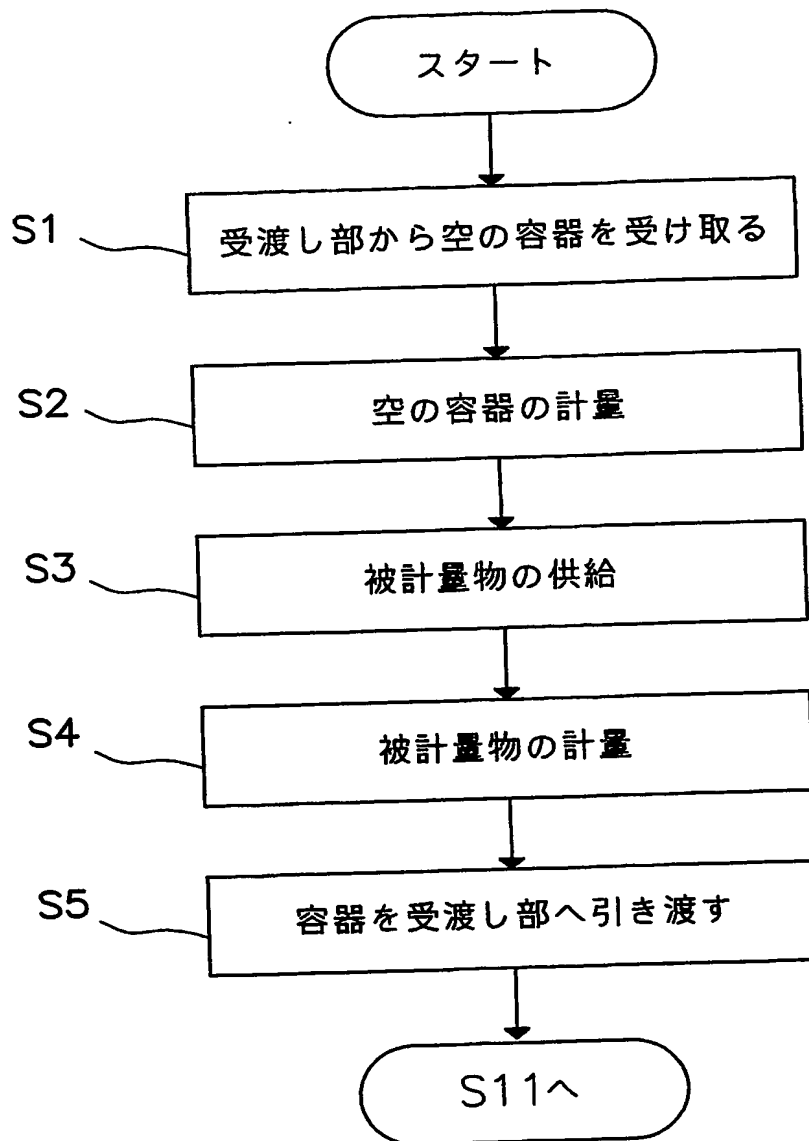 スタート
S1
受渡し部から空の容器を受け取る
S2
空の容器の計量
S3
被計量物の供給
S4
被計量物の計量
S5
容器を受渡し部へ引き渡す
S11へ